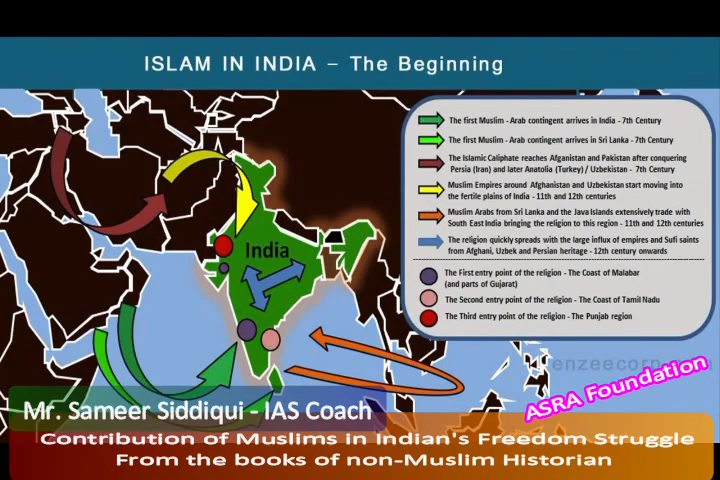 ISLAM IN INDIA – The Beginning
The first Muslim - Arab contingent arrives in India - 7th Century
The first Muslim - Arab contingent arrives in Sri Lanka - 7th Century
The Islamic Caliphate reaches Afganistan and Pakistan after conquering
Persia (Iran) and later Anatolia (Turkey) / Uzbekistan - 7th Century
Muslim Empires around Afghanistan and Uzbekistan start moving into
the fertile plains of India - 11th and 12th centuries
Muslim Arabs from Sri Lanka and the Java Islands extensively trade with
South East India bringing the religion to this region - 11th and 12th centuries
The religion quickly spreads with the large influx of empires and Sufi saints
from Afghani, Uzbek and Persian heritage - 12th century onwards
The First entry point of the religion - The Coast of Malabar
(and parts of Gujarat)
The Second entry point of the religion - The Coast of Tamil Nadu
The Third entry point of the religion - The Punjab region
India
ASRA Foundation
Mr. Sameer Siddiqui - IAS Coach
Contribution of Muslims in Indian's Freedom Struggle
From the books of non-Muslim Historian